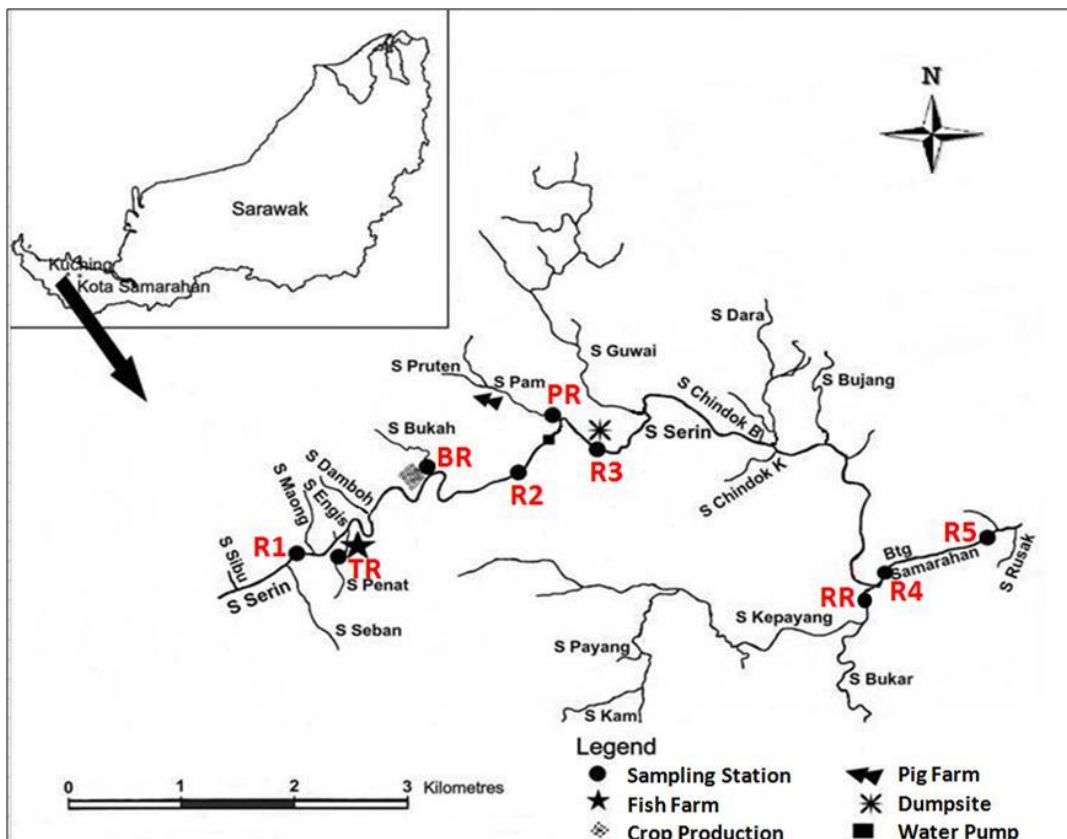 Sarawak
Kuching
Kota Samarahan
N
S Dara
S Guwai
S Bujang
S Pruten
S Pam
PR
S Chindok B
S Serin
S Bukah
BR
R3
S Damboh
R2
S Chindok K
S Engis
S Maong
R1
R5
S Sibu
TR
Btg
Samarahan
S Rusak
S Penat
S Serin
RR
R4
S Kepayang
S Seban
S Payang
S Bukar
S Kam
Legend
0 1 2 3 Kilometres
Sampling Station
Pig Farm
Fish Farm
Dumpsite
Crop Production
Water Pump